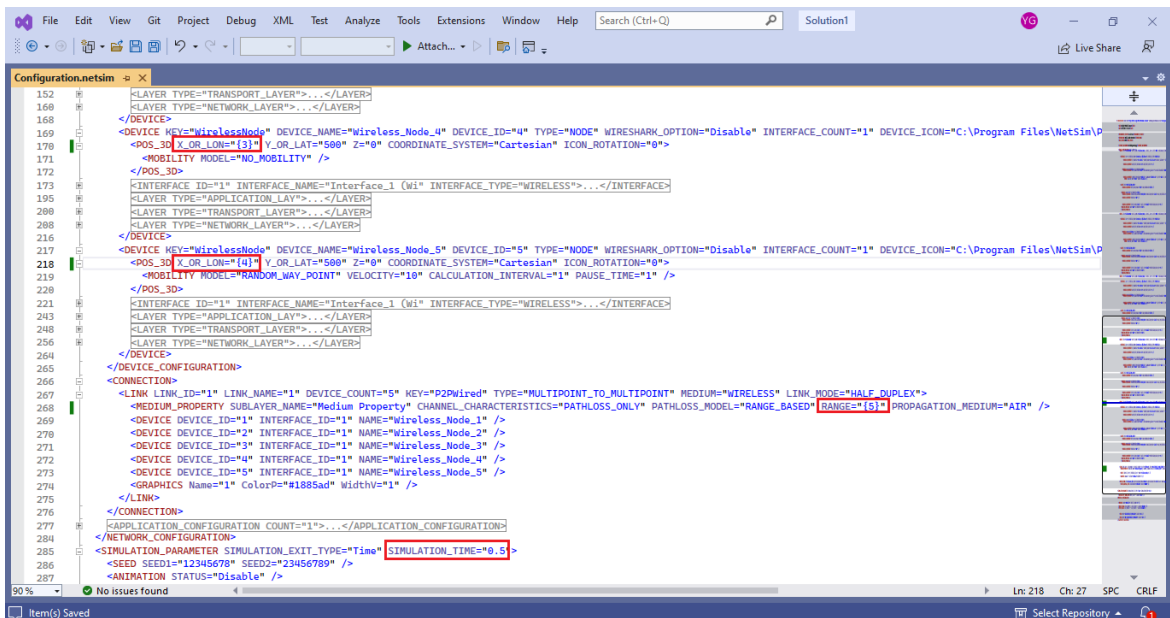 File Edit View Git Project Debug XML Test Analyze Tools Extensions Window Help Search (Ctrl+Q) Solution1 YG
Attach... Live Share
Configuration.netsim
152 <LAYER TYPE="TRANSPORT_LAYER">...</LAYER>
160 <LAYER TYPE="NETWORK_LAYER">...</LAYER>
168 </DEVICE>
169 <DEVICE KEY="WirelessNode" DEVICE_NAME="Wireless_Node_4" DEVICE_ID="4" TYPE="NODE" WIRESHARK_OPTION="Disable" INTERFACE_COUNT="1" DEVICE_ICON="C:\Program Files\NetSim\P
170 <POS_3D X_OR_LON="{3}" Y_OR_LAT="500" Z="0" COORDINATE_SYSTEM="Cartesian" ICON_ROTATION="0">
171 <MOBILITY MODEL="NO_MOBILITY" />
172 </POS_3D>
173 <INTERFACE ID="1" INTERFACE_NAME="Interface_1 (Wi" INTERFACE_TYPE="WIRELESS">...</INTERFACE>
195 <LAYER TYPE="APPLICATION_LAY">...</LAYER>
200 <LAYER TYPE="TRANSPORT_LAYER">...</LAYER>
208 <LAYER TYPE="NETWORK_LAYER">...</LAYER>
216 </DEVICE>
217 <DEVICE KEY="WirelessNode" DEVICE_NAME="Wireless_Node_5" DEVICE_ID="5" TYPE="NODE" WIRESHARK_OPTION="Disable" INTERFACE_COUNT="1" DEVICE_ICON="C:\Program Files\NetSim\P
218 <POS_3D X_OR_LON="{4}" Y_OR_LAT="500" Z="0" COORDINATE_SYSTEM="Cartesian" ICON_ROTATION="0">
219 <MOBILITY MODEL="RANDOM_WAY_POINT" VELOCITY="10" CALCULATION_INTERVAL="1" PAUSE_TIME="1" />
220 </POS_3D>
221 <INTERFACE ID="1" INTERFACE_NAME="Interface_1 (Wi" INTERFACE_TYPE="WIRELESS">...</INTERFACE>
243 <LAYER TYPE="APPLICATION_LAY">...</LAYER>
248 <LAYER TYPE="TRANSPORT_LAYER">...</LAYER>
256 <LAYER TYPE="NETWORK_LAYER">...</LAYER>
264 </DEVICE>
265 </DEVICE_CONFIGURATION>
266 <CONNECTION>
267 <LINK LINK_ID="1" LINK_NAME="1" DEVICE_COUNT="5" KEY="P2PWired" TYPE="MULTIPOINT_TO_MULTIPOINT" MEDIUM="WIRELESS" LINK_MODE="HALF_DUPLEX">
268 <MEDIUM_PROPERTY SUBLAYER_NAME="Medium Property" CHANNEL_CHARACTERISTICS="PATHLOSS_ONLY" PATHLOSS_MODEL="RANGE_BASED" RANGE="{5}" PROPAGATION_MEDIUM="AIR" />
269 <DEVICE DEVICE_ID="1" INTERFACE_ID="1" NAME="Wireless_Node_1" />
270 <DEVICE DEVICE_ID="2" INTERFACE_ID="1" NAME="Wireless_Node_2" />
271 <DEVICE DEVICE_ID="3" INTERFACE_ID="1" NAME="Wireless_Node_3" />
272 <DEVICE DEVICE_ID="4" INTERFACE_ID="1" NAME="Wireless_Node_4" />
273 <DEVICE DEVICE_ID="5" INTERFACE_ID="1" NAME="Wireless_Node_5" />
274 <GRAPHICS Name="1" ColorP="#1885ad" WidthV="1" />
275 </LINK>
276 </CONNECTION>
277 <APPLICATION_CONFIGURATION COUNT="1">...</APPLICATION_CONFIGURATION>
284 </NETWORK_CONFIGURATION>
285 <SIMULATION_PARAMETER SIMULATION_EXIT_TYPE="Time" SIMULATION_TIME="0.5">
286 <SEED SEED1="12345678" SEED2="23456789" />
287 <ANIMATION STATUS="Disable" />
90 % No issues found Ln: 218 Ch: 27 SPC CRLF
Item(s) Saved Select Repository 1